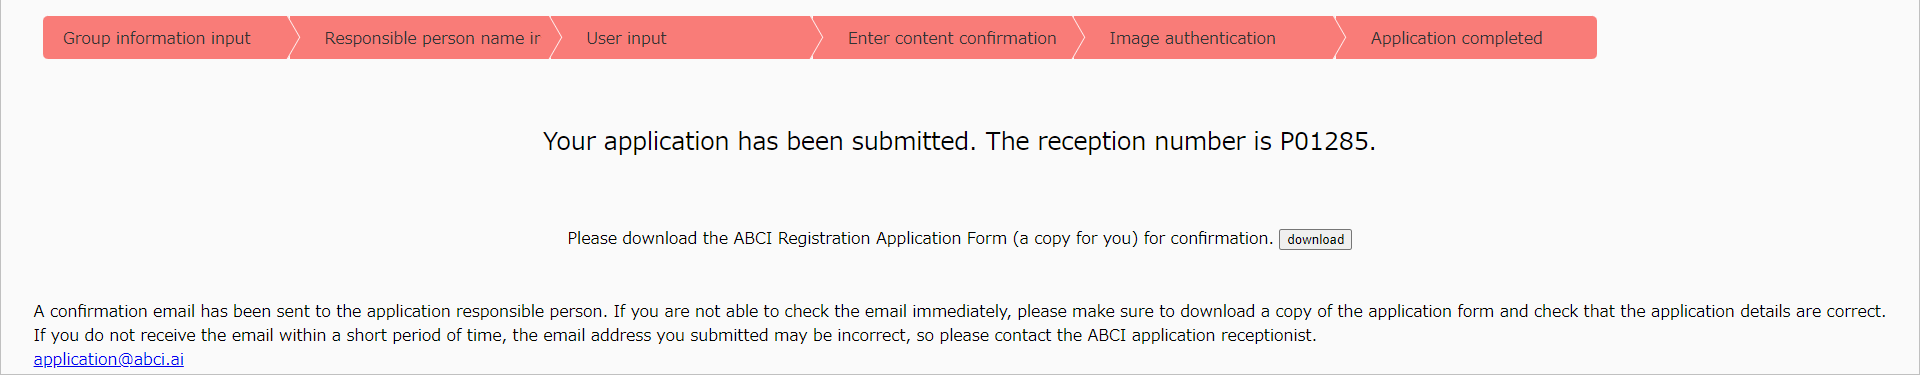 Group information input
Responsible person name ir
User input
Enter content confirmation
Image authentication
Application completed
Your application has been submitted. The reception number is P01285.
Please download the ABCI Registration Application Form (a copy for you) for confirmation. download
A confirmation email has been sent to the application responsible person. If you are not able to check the email immediately, please make sure to download a copy of the application form and check that the application details are correct.
If you do not receive the email within a short period of time, the email address you submitted may be incorrect, so please contact the ABCI application receptionist.
application@abci.ai